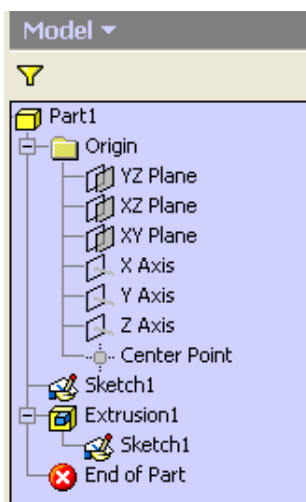 Model
Part1
Origin
YZ Plane
XZ Plane
XY Plane
X Axis
Y Axis
Z Axis
Center Point
Sketch1
Extrusion1
Sketch1
End of Part